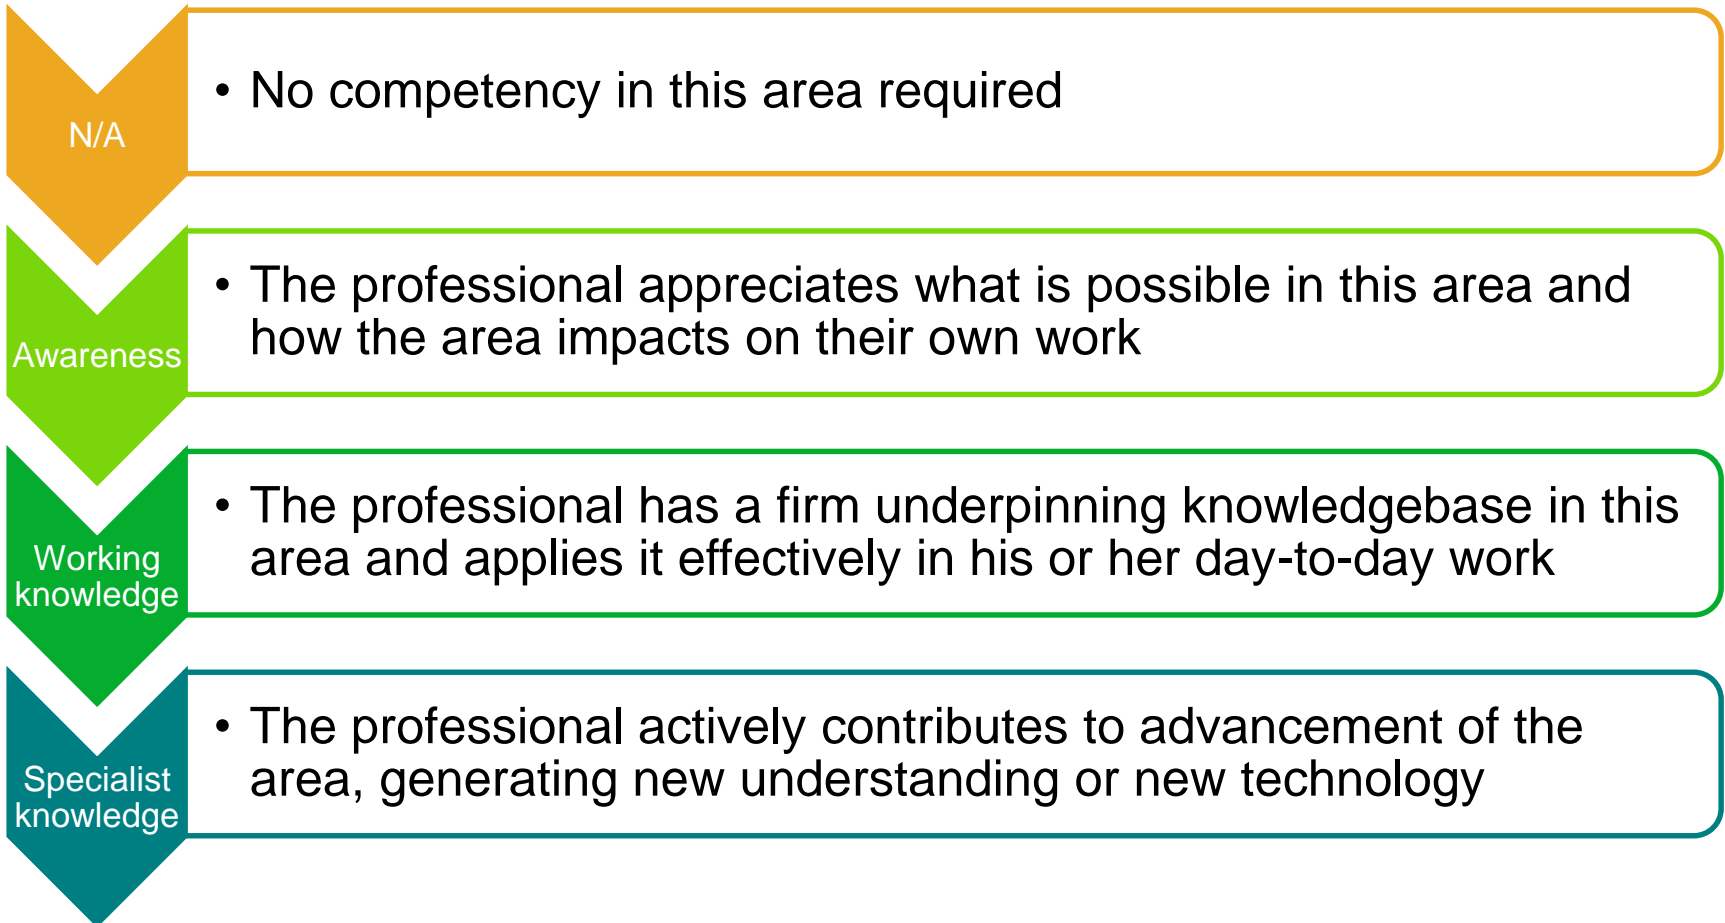 N/A
• No competency in this area required
Awareness
• The professional appreciates what is possible in this area and
how the area impacts on their own work
Working
knowledge
• The professional has a firm underpinning knowledgebase in this
area and applies it effectively in his or her day-to-day work
Specialist
knowledge
• The professional actively contributes to advancement of the
area, generating new understanding or new technology